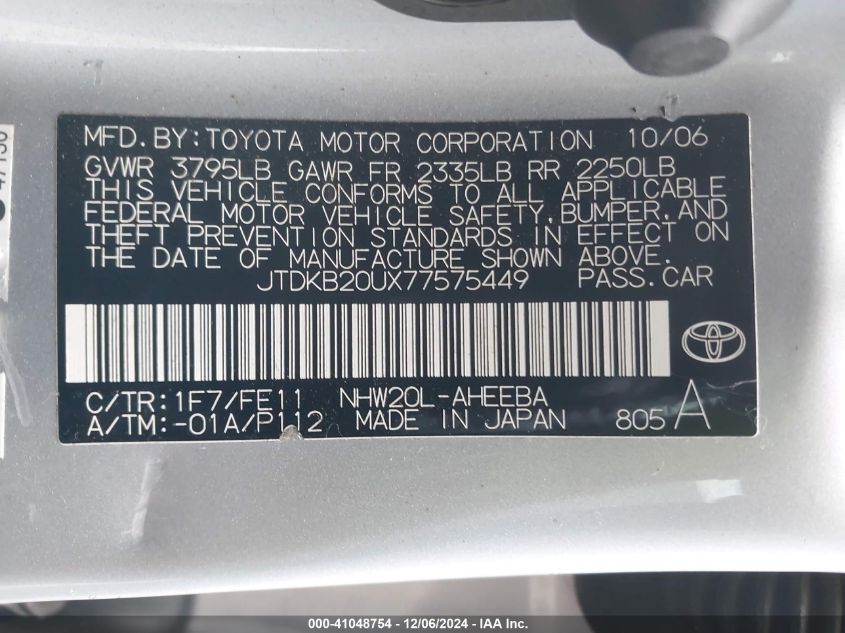 MFD.BY:TOYOTA MOTOR CORPORATION 10/06
GVWR 3795LB GAWR FR 2335LB RR 2250LB
THIS VEHICLE CONFORMS TO ALL APPLICABLE
FEDERAL MOTOR VEHICLE SAFETY,BUMPER,AND
THEFT PREVENTION STANDARDS IN EFFECT ON
THE DATE OF MANUFACTURE SHOWN ABOVE.
JTDKB20UX77575449 PASS.CAR
C/TR:1F7/FE11 NHW20L-AHEEBA
A/TM:-01A/P112 MADE IN JAPAN 805 A
000-41048754 - 12/06/2024 - IAA Inc.